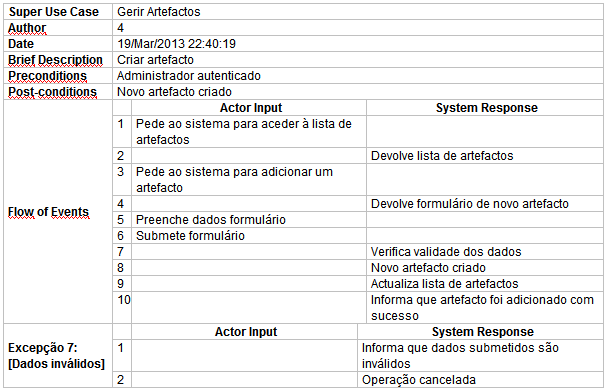 Super Use Case Gerir Artefactos
Author 4
Date 19/Mar/2013 22:40:19
Brief Description Criar artefacto
Preconditions Administrador autenticado
Post-conditions Novo artefacto criado
Flow of Events
Actor Input System Response
1 Pede ao sistema para aceder à lista de
artefactos
2 Devolve lista de artefactos
3 Pede ao sistema para adicionar um
artefacto
4 Devolve formulário de novo artefacto
5 Preenche dados formulário
6 Submete formulário
7 Verifica validade dos dados
8 Novo artefacto criado
9 Actualiza lista de artefactos
10 Informa que artefacto foi adicionado com
sucesso
Excepção 7:
[Dados inválidos]
Actor Input System Response
1 Informa que dados submetidos são
inválidos
2 Operação cancelada